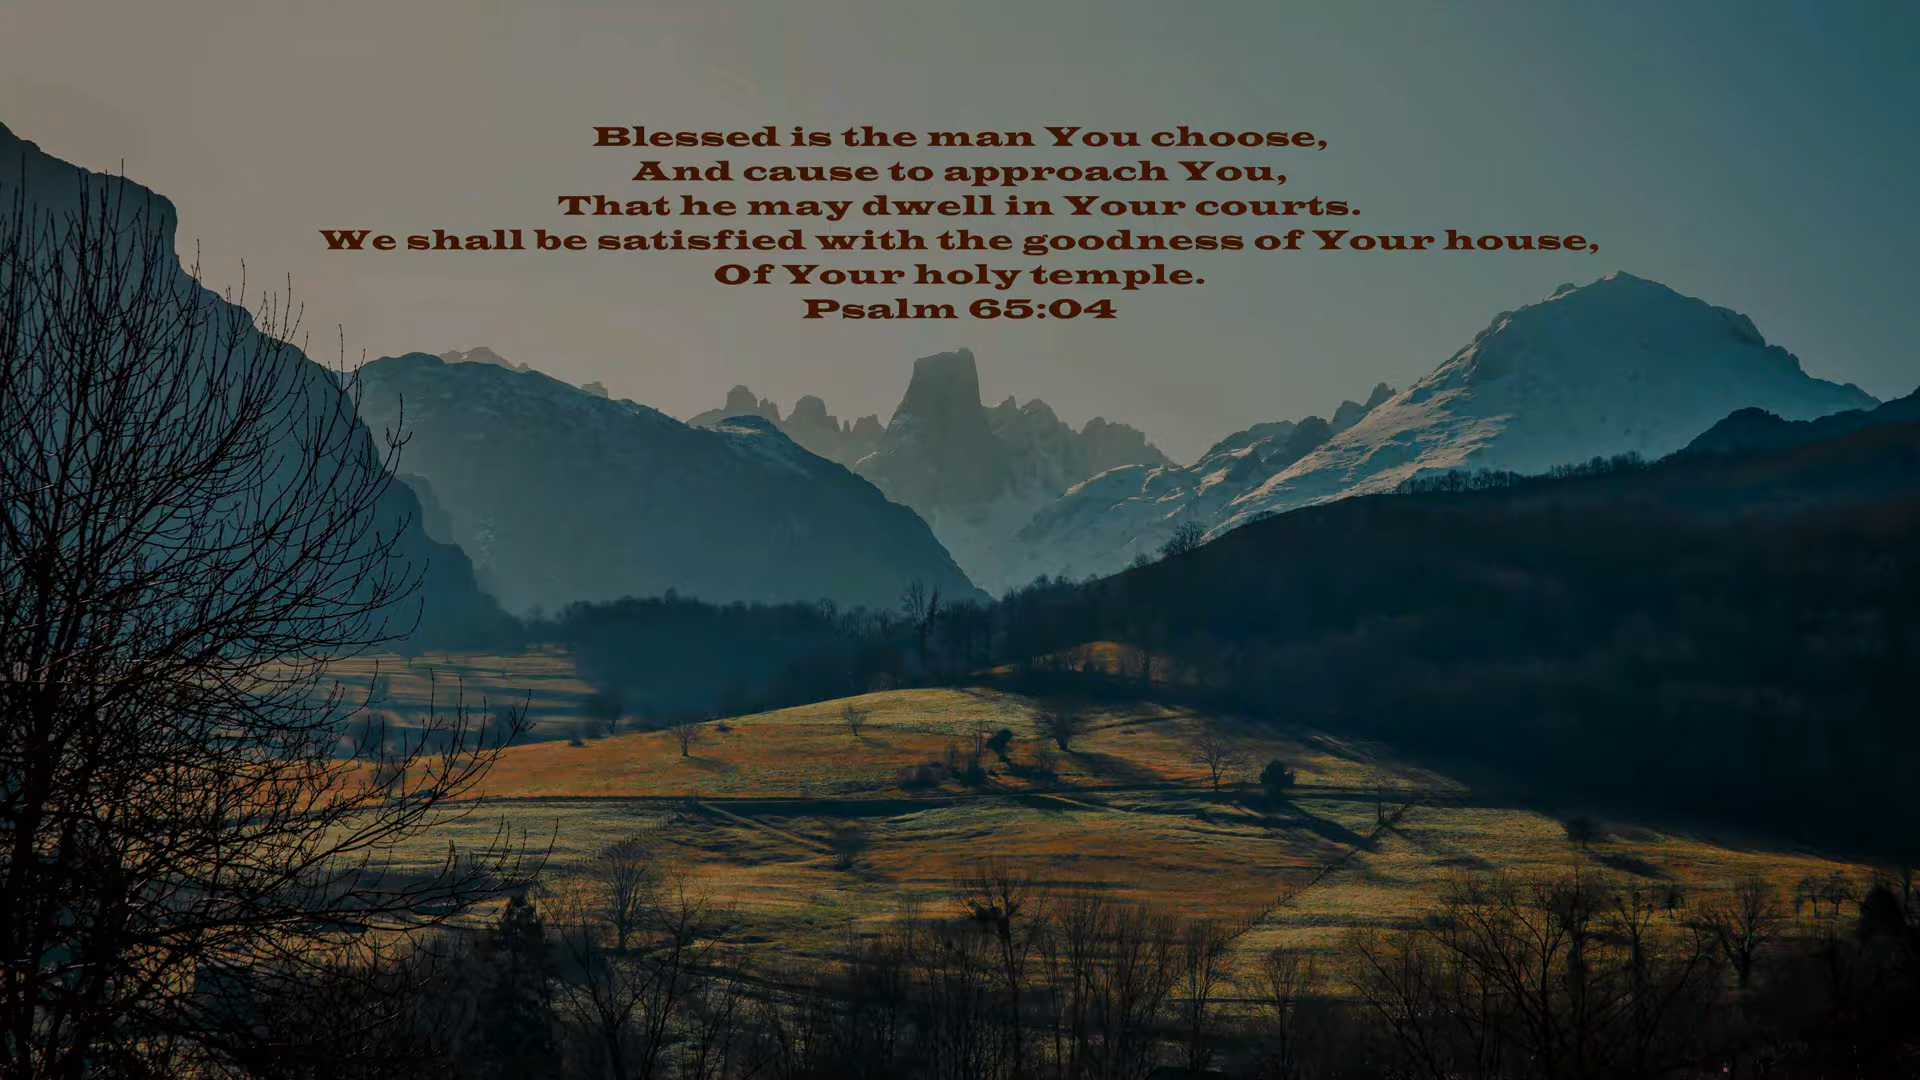 Blessed is the man You choose,
And cause to approach You,
That he may dwell in Your courts.
We shall be satisfied with the goodness of Your house,
Of Your holy temple.
Psalm 65:04